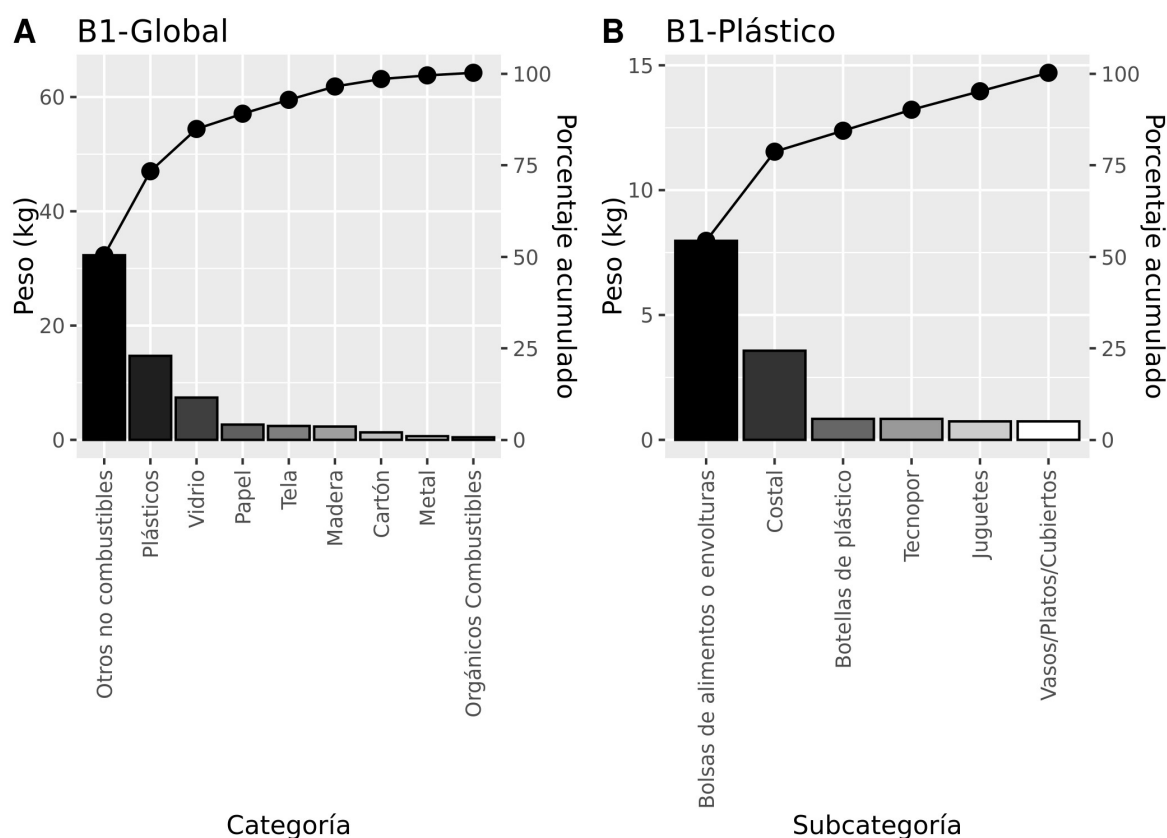 A B1-Global
Peso (kg)
60
40
20
0
100
75
50
25
0
Porcentaje acumulado
Otros no combustibles
Plásticos
Vidrio
Papel
Tela
Madera
Cartón
Metal
Orgánicos Combustibles
Categoría
B B1-Plástico
Peso (kg)
15
10
5
0
100
75
50
25
0
Porcentaje acumulado
Bolsas de alimentos o envolturas
Costal
Botellas de plástico
Tecnopor
Juguetes
Vasos/Platos/Cubiertos
Subcategoría